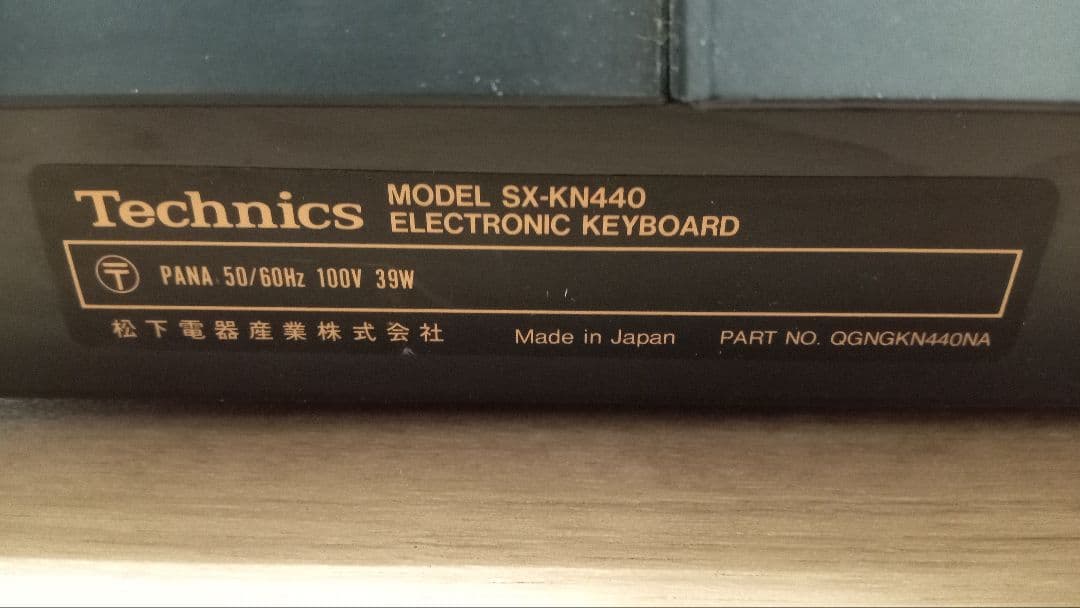 Technics MODEL SX-KN440
ELECTRONIC KEYBOARD
〒 PANA 50/60Hz 100V 39W
松下電器産業株式会社 Made in Japan PART NO. QGNGKN440NA